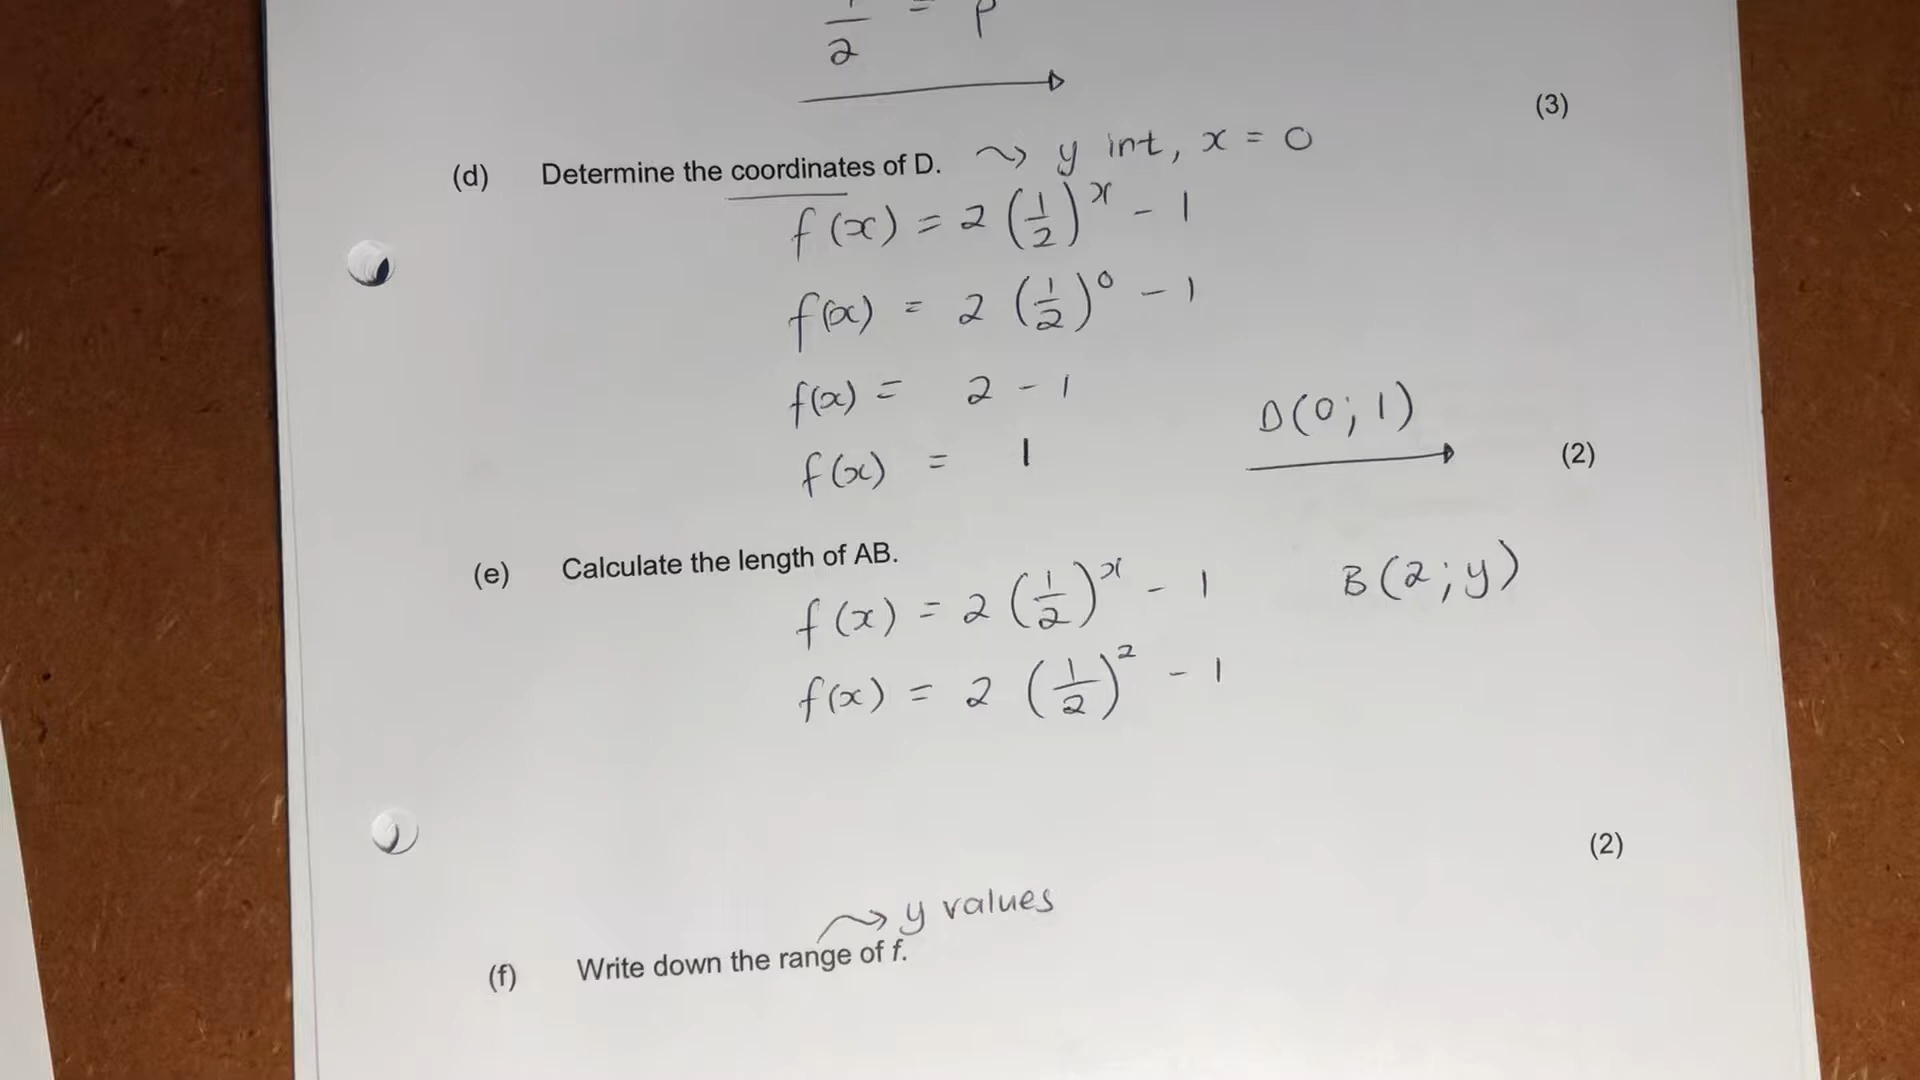 1/2 = p
(3)
(d) Determine the coordinates of D. ⤳ y int, x = 0
f(x) = 2(1/2)^x - 1
f(x) = 2(1/2)^0 - 1
f(x) = 2 - 1
D(0; 1)
f(x) = 1
(2)
(e) Calculate the length of AB.
f(x) = 2(1/2)^x - 1 B(2; y)
f(x) = 2(1/2)^2 - 1
(2)
⤳ y values
(f) Write down the range of f.